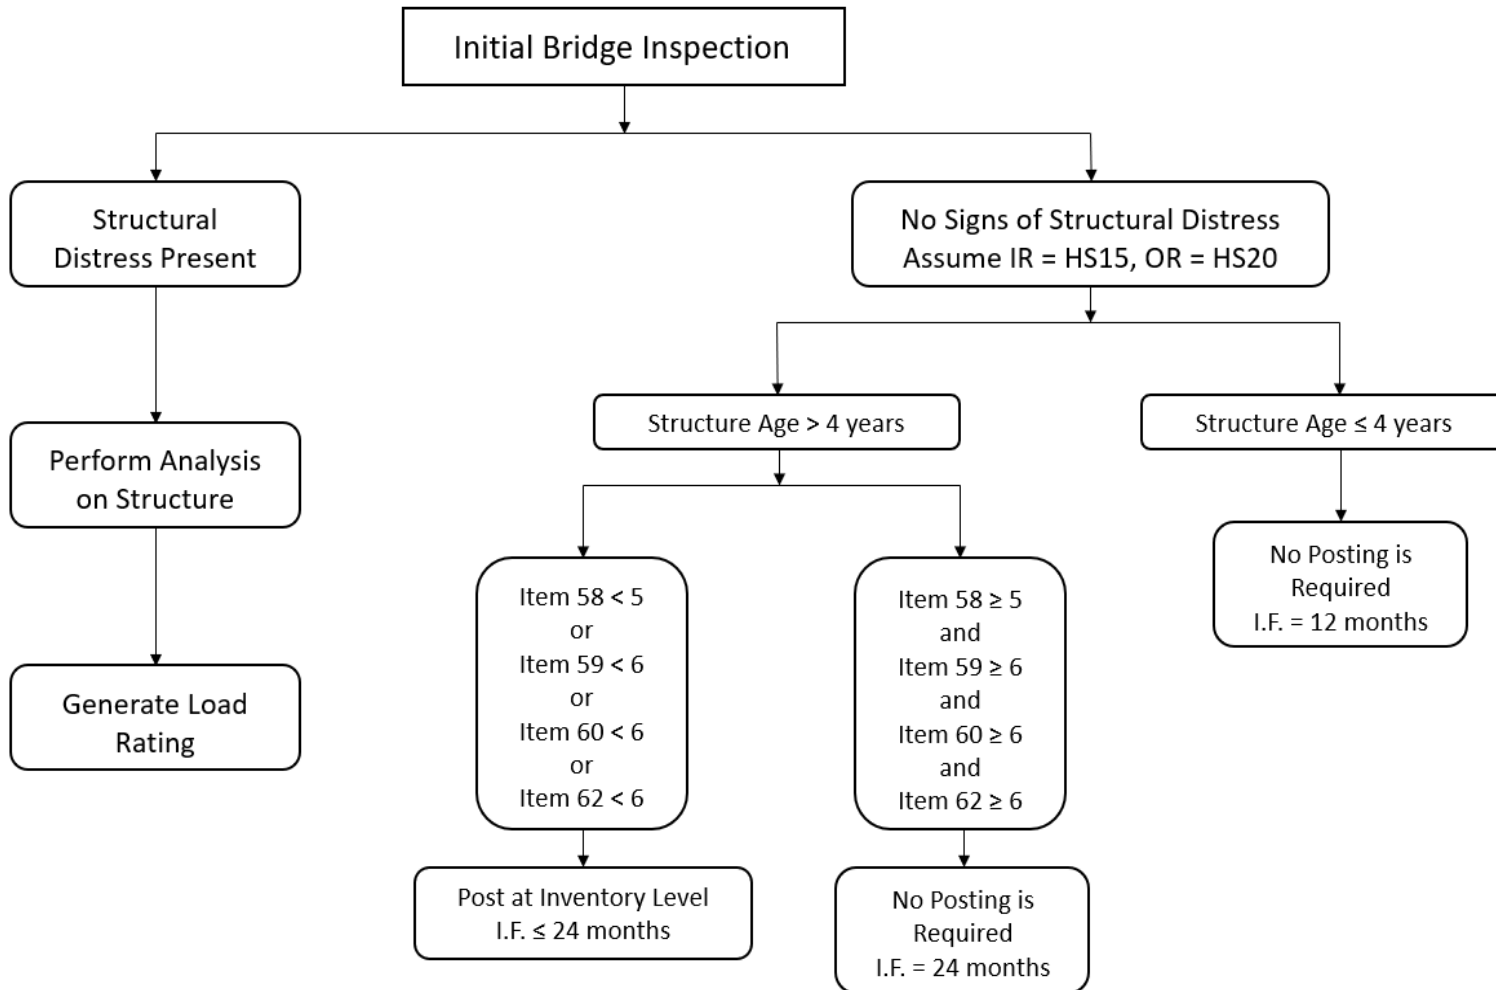 Initial Bridge Inspection
Structural
Distress Present
No Signs of Structural Distress
Assume IR = HS15, OR = HS20
Structure Age > 4 years
Structure Age ≤ 4 years
Perform Analysis
on Structure
No Posting is
Required
I.F. = 12 months
Item 58 < 5
or
Item 59 < 6
or
Item 60 < 6
or
Item 62 < 6
Item 58 ≥ 5
and
Item 59 ≥ 6
and
Item 60 ≥ 6
and
Item 62 ≥ 6
Generate Load
Rating
Post at Inventory Level
I.F. ≤ 24 months
No Posting is
Required
I.F. = 24 months